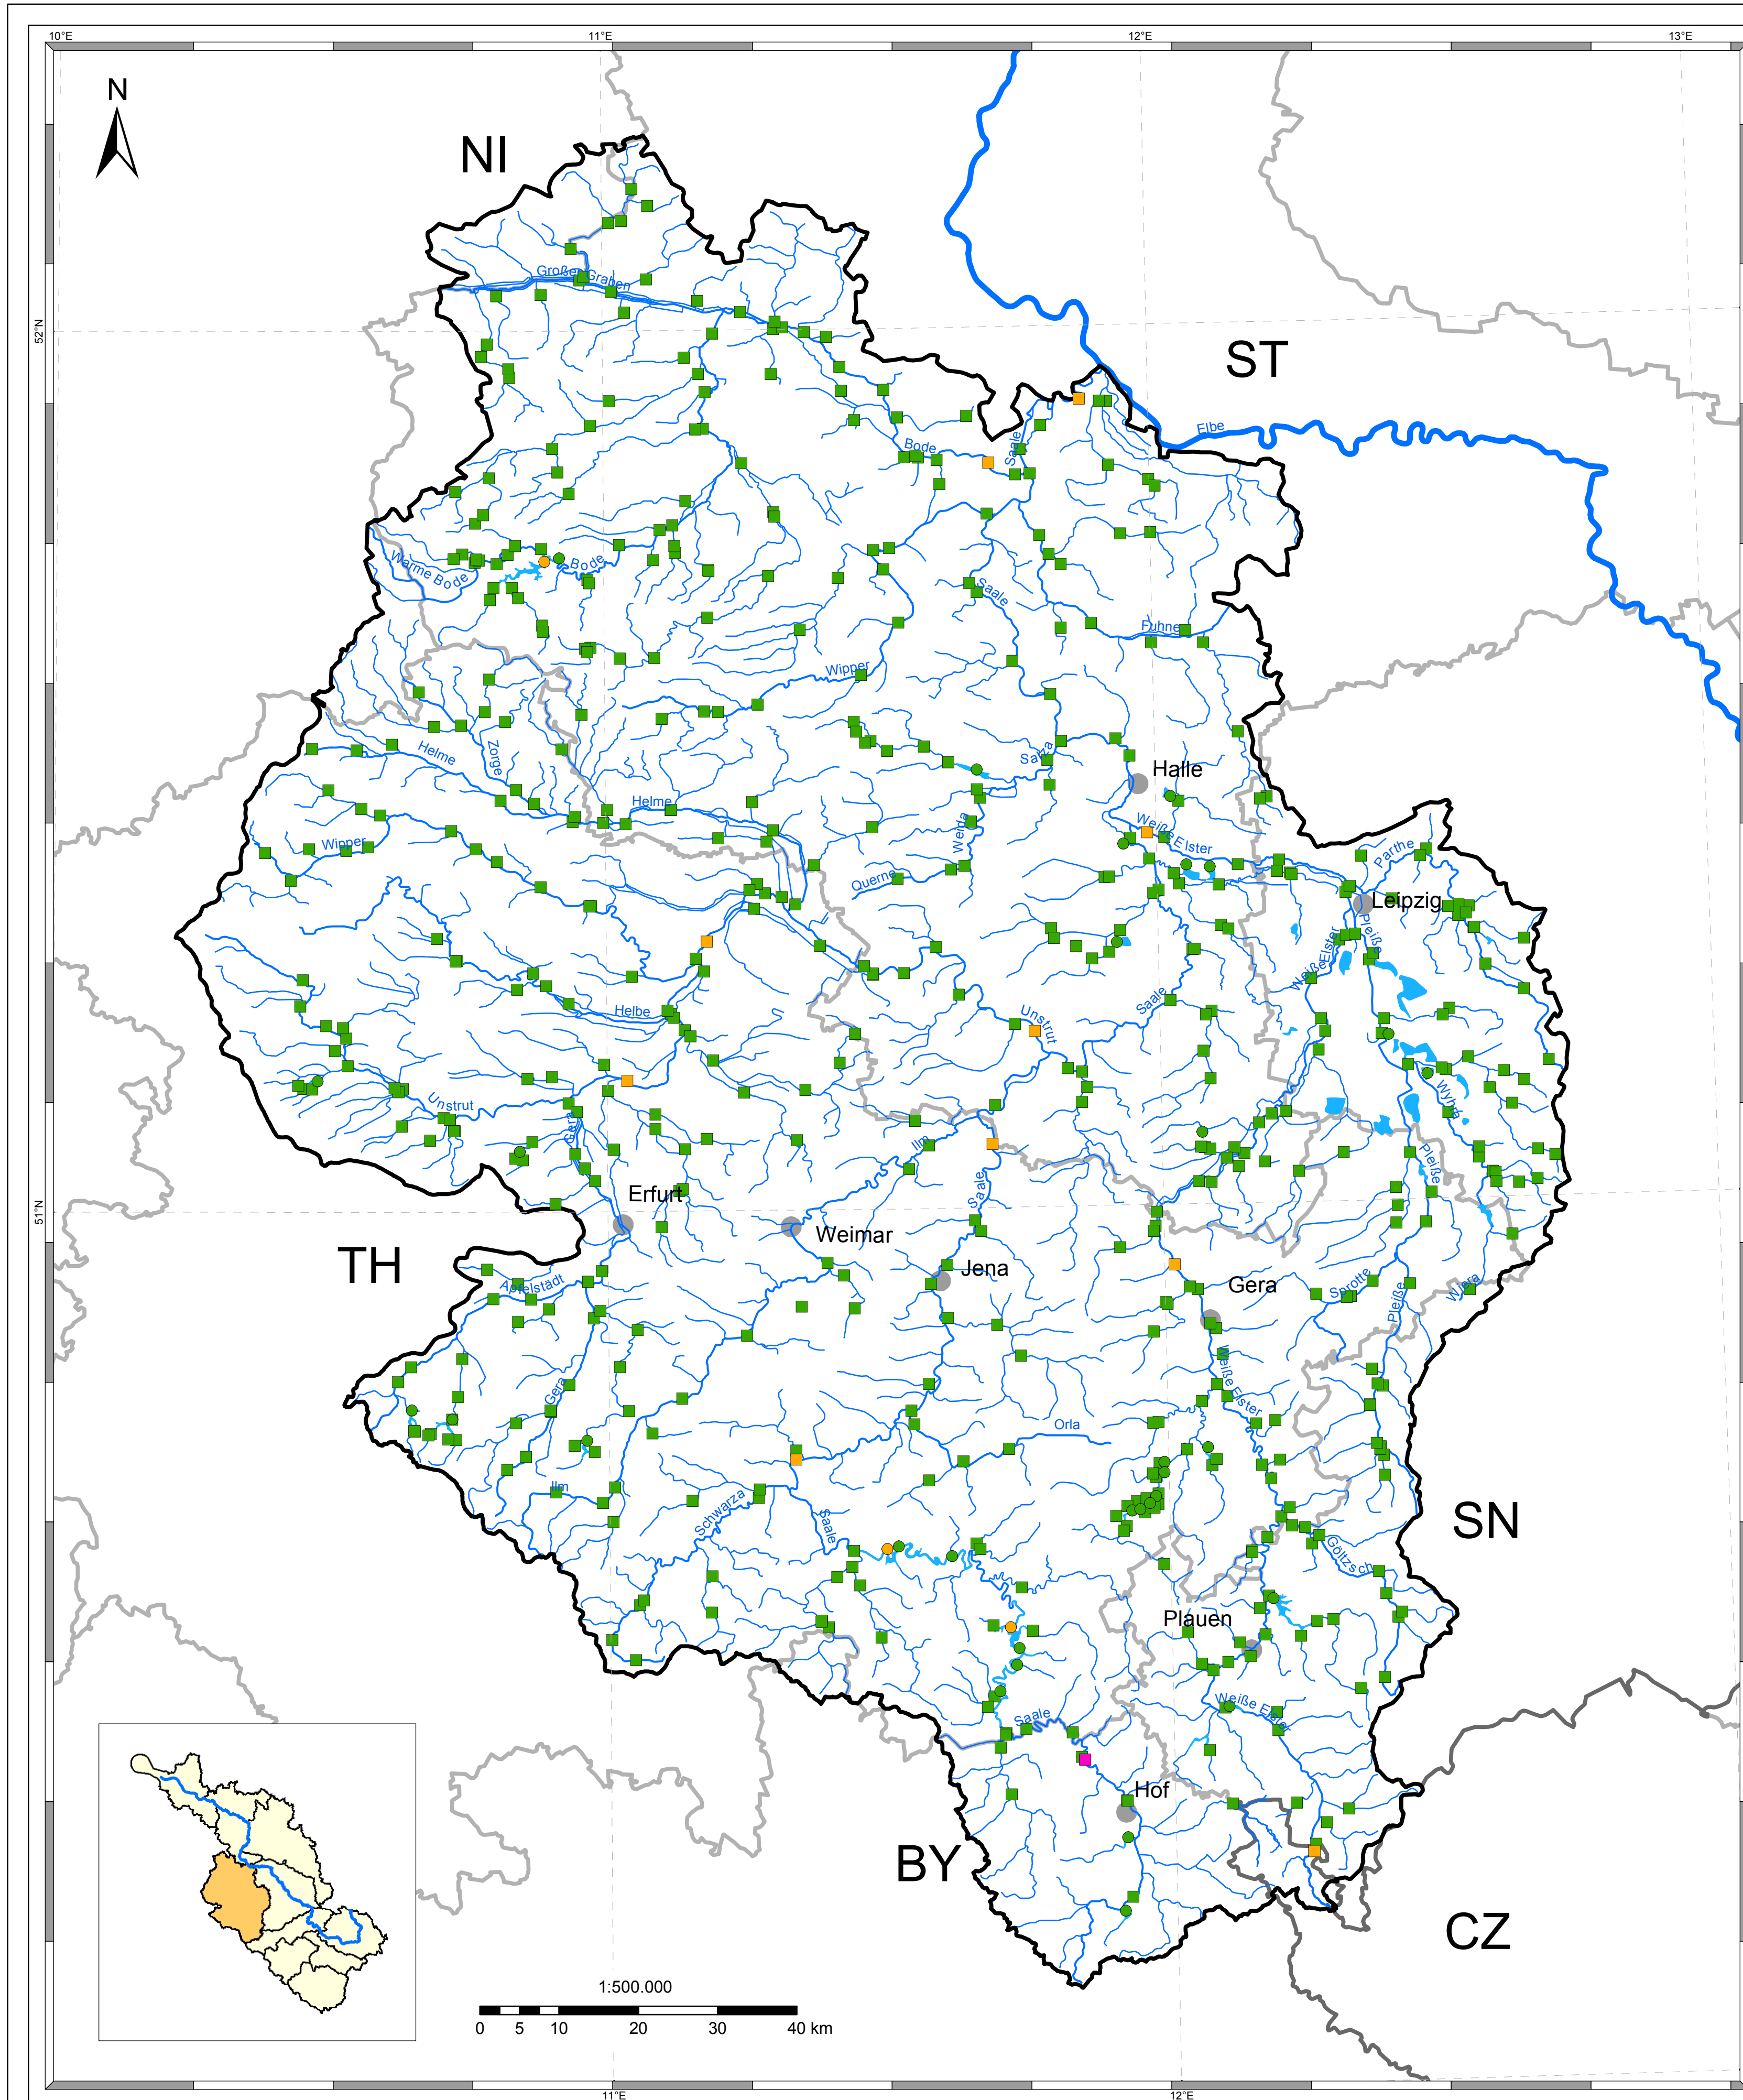 10°E
11°E
12°E
13°E
N
NI
Großer Graben
52°N
ST
Elbe
Bode
Saale
Warme Bode
Bode
Saale
Fuhne
Wipper
Helme
Zorge
Salza
Halle
Helme
Wipper
Weida
Weiße Elster
Parthe
Querne
Leipzig
Pleiße
Weiße Elster
Helbe
Unstrut
Saale
Unstrut
Wyhra
Gera
Ilm
Pleiße
Saale
51°N
Erfurt
Weimar
TH
Jena
Apfelstädt
Gera
Sprotte
Pleiße
Wiera
Weiße Elster
Gera
Orla
Ilm
Schwarza
Saale
SN
Göltzsch
Plauen
Weiße Elster
Saale
Hof
BY
CZ
1:500.000
0 5 10 20 30 40 km
11°E
12°E